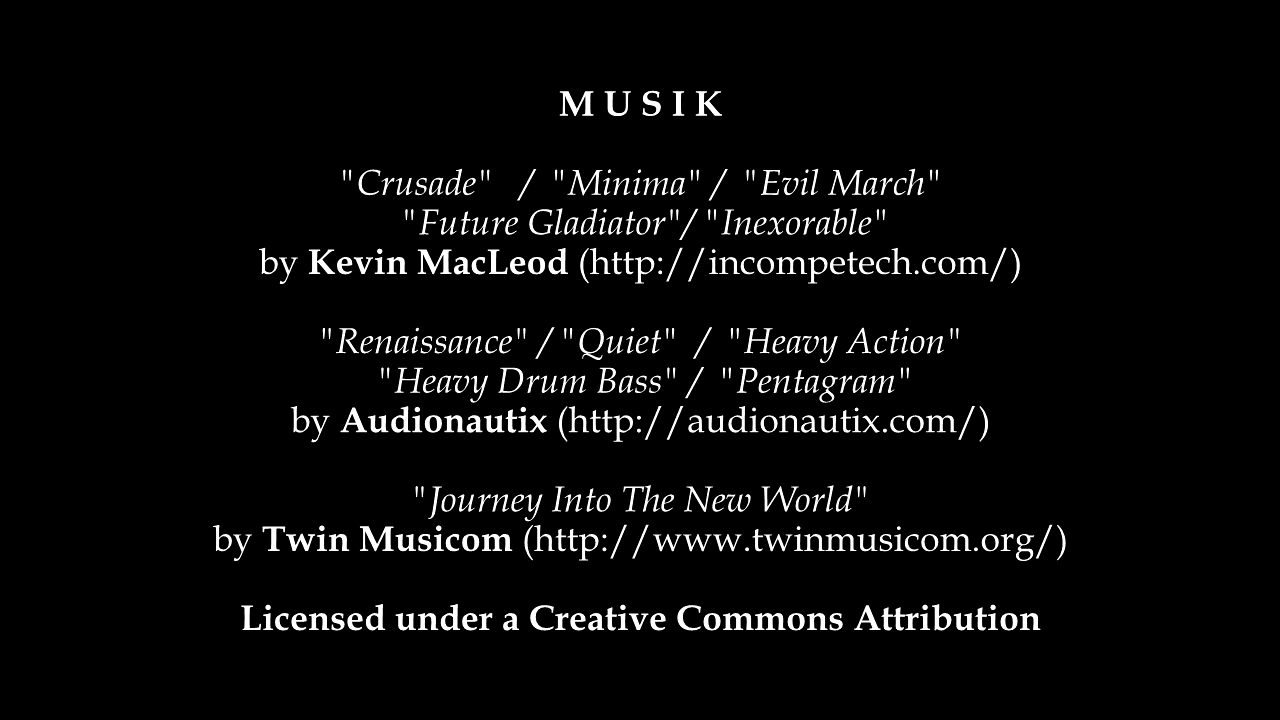 M U S I K
"Crusade" / "Minima" / "Evil March"
"Future Gladiator"/ "Inexorable"
by Kevin MacLeod (http://incompetech.com/)
"Renaissance" / "Quiet" / "Heavy Action"
"Heavy Drum Bass" / "Pentagram"
by Audionautix (http://audionautix.com/)
"Journey Into The New World"
by Twin Musicom (http://www.twinmusicom.org/)
Licensed under a Creative Commons Attribution